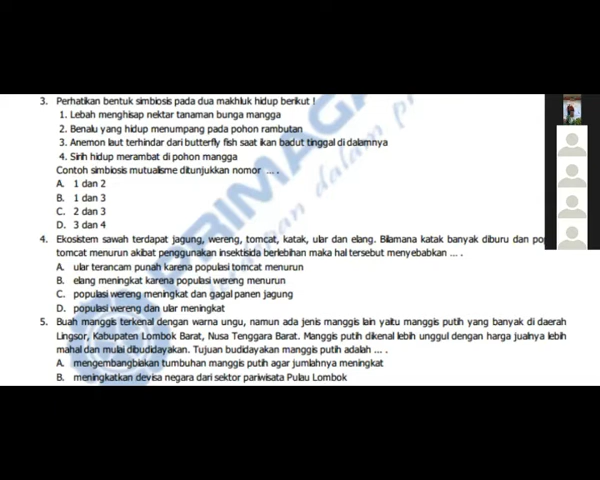 3. Perhatikan bentuk simbiosis pada dua makhluk hidup berikut !
1. Lebah menghisap nektar tanaman bunga mangga
2. Benalu yang hidup menumpang pada pohon rambutan
3. Anemon laut terhindar dari butterfly fish saat ikan badut tinggal di dalamnya
4. Sirih hidup merambat di pohon mangga
Contoh simbiosis mutualisme ditunjukkan nomor ... .
A. 1 dan 2
B. 1 dan 3
C. 2 dan 3
D. 3 dan 4
4. Ekosistem sawah terdapat jagung, wereng, tomcat, katak, ular dan elang. Bilamana katak banyak diburu dan
tomcat menurun akibat penggunaan insektisida berlebihan maka hal tersebut menyebabkan ... .
A. ular terancam punah karena populasi tomcat menurun
B. elang meningkat karena populasi wereng menurun
C. populasi wereng meningkat dan gagal panen jagung
D. populasi wereng dan ular meningkat
5. Buah manggis terkenal dengan warna ungu, namun ada jenis manggis lain yaitu manggis putih yang banyak di daerah
Lingsor, Kabupaten Lombok Barat, Nusa Tenggara Barat. Manggis putih dikenal lebih unggul dengan harga jualnya lebih
mahal dan mulai dibudidayakan. Tujuan budidayakan manggis putih adalah ... .
A. mengembangbiakan tumbuhan manggis putih agar jumlahnya meningkat
B. meningkatkan devisa negara dari sektor pariwisata Pulau Lombok
PRIMAGA
dalam